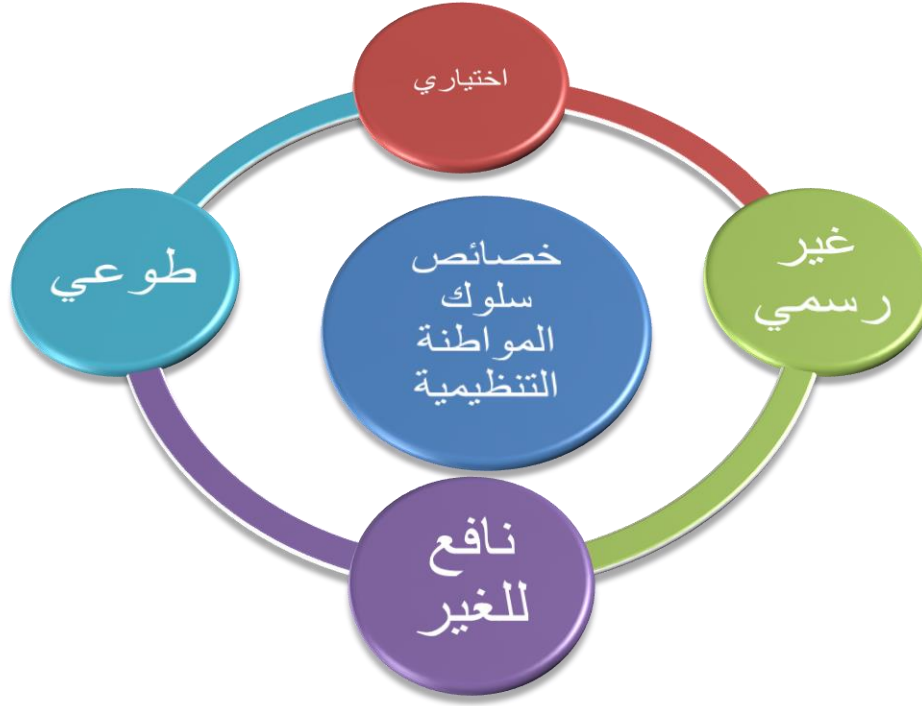 اختياري
غير
رسمي
خصائص
سلوك
المواطنة
التنظيمية
طوعي
نافع
للغير